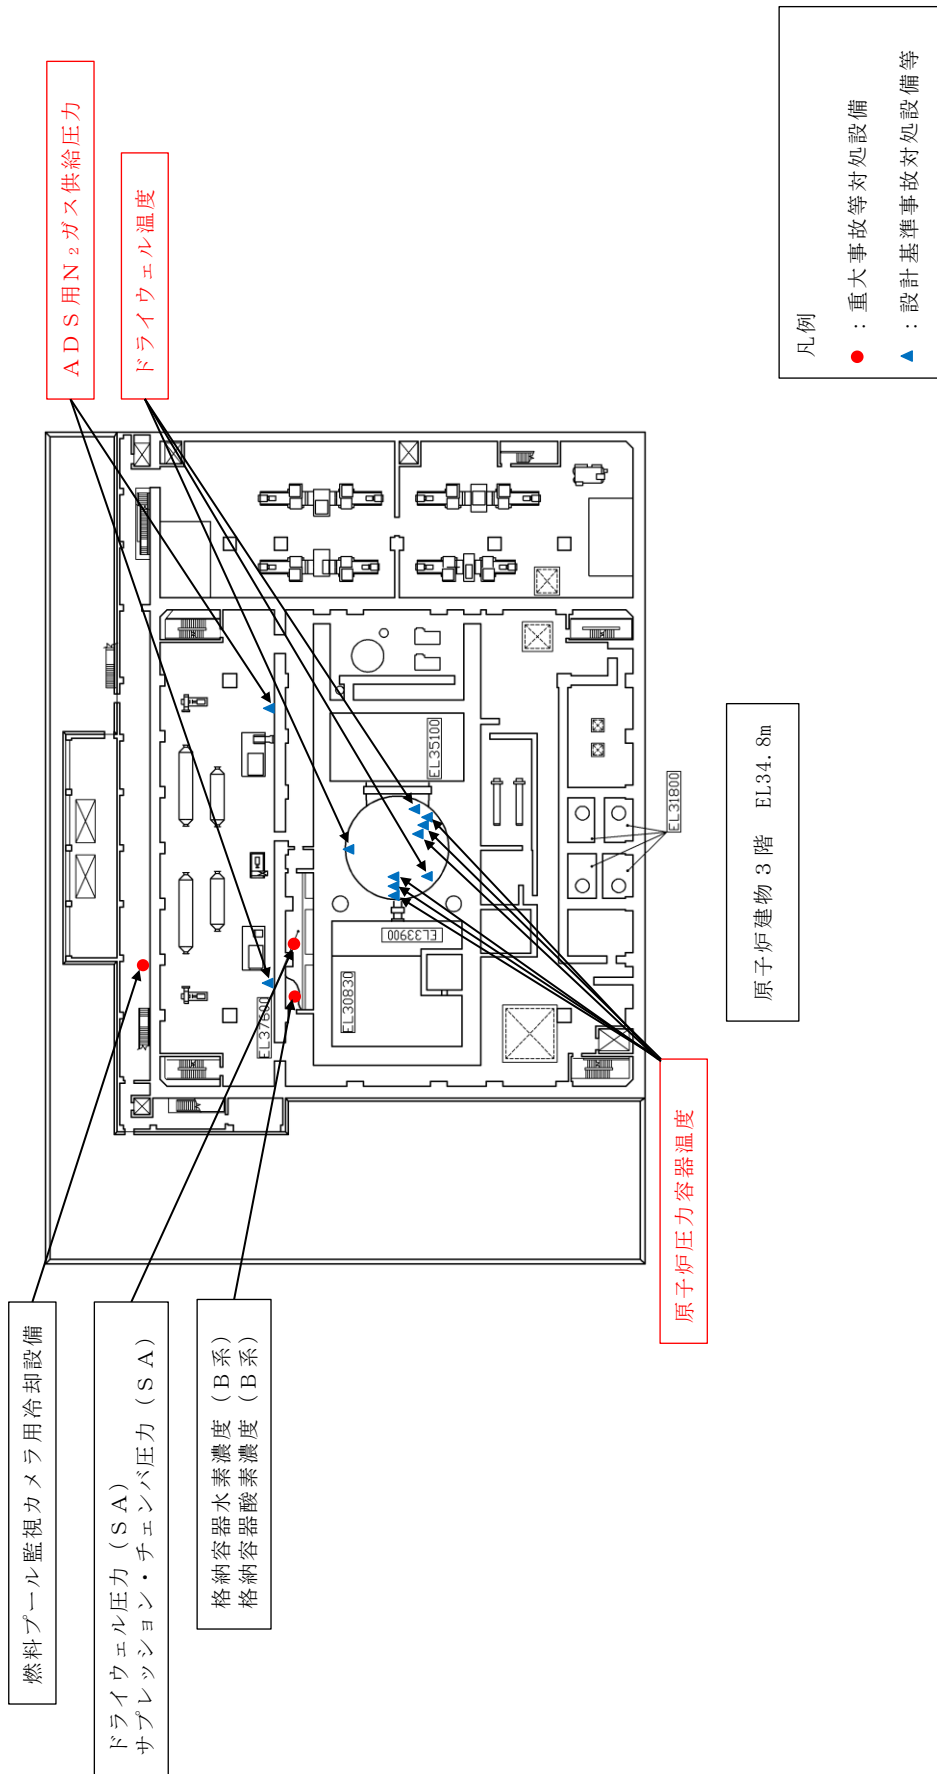 燃料プール監視カメラ用冷却設備
ドライウェル圧力（ＳＡ）
サプレッション・チェンバ圧力（ＳＡ）
格納容器水素濃度（Ｂ系）
格納容器酸素濃度（Ｂ系）
ＡＤＳ用Ｎ₂ガス供給圧力
ドライウェル温度
原子炉圧力容器温度
EL37800
EL30830
EL33900
EL35100
EL31800
原子炉建物３階　EL34.8m
凡例
●：重大事故等対処設備
▲：設計基準事故対処設備等